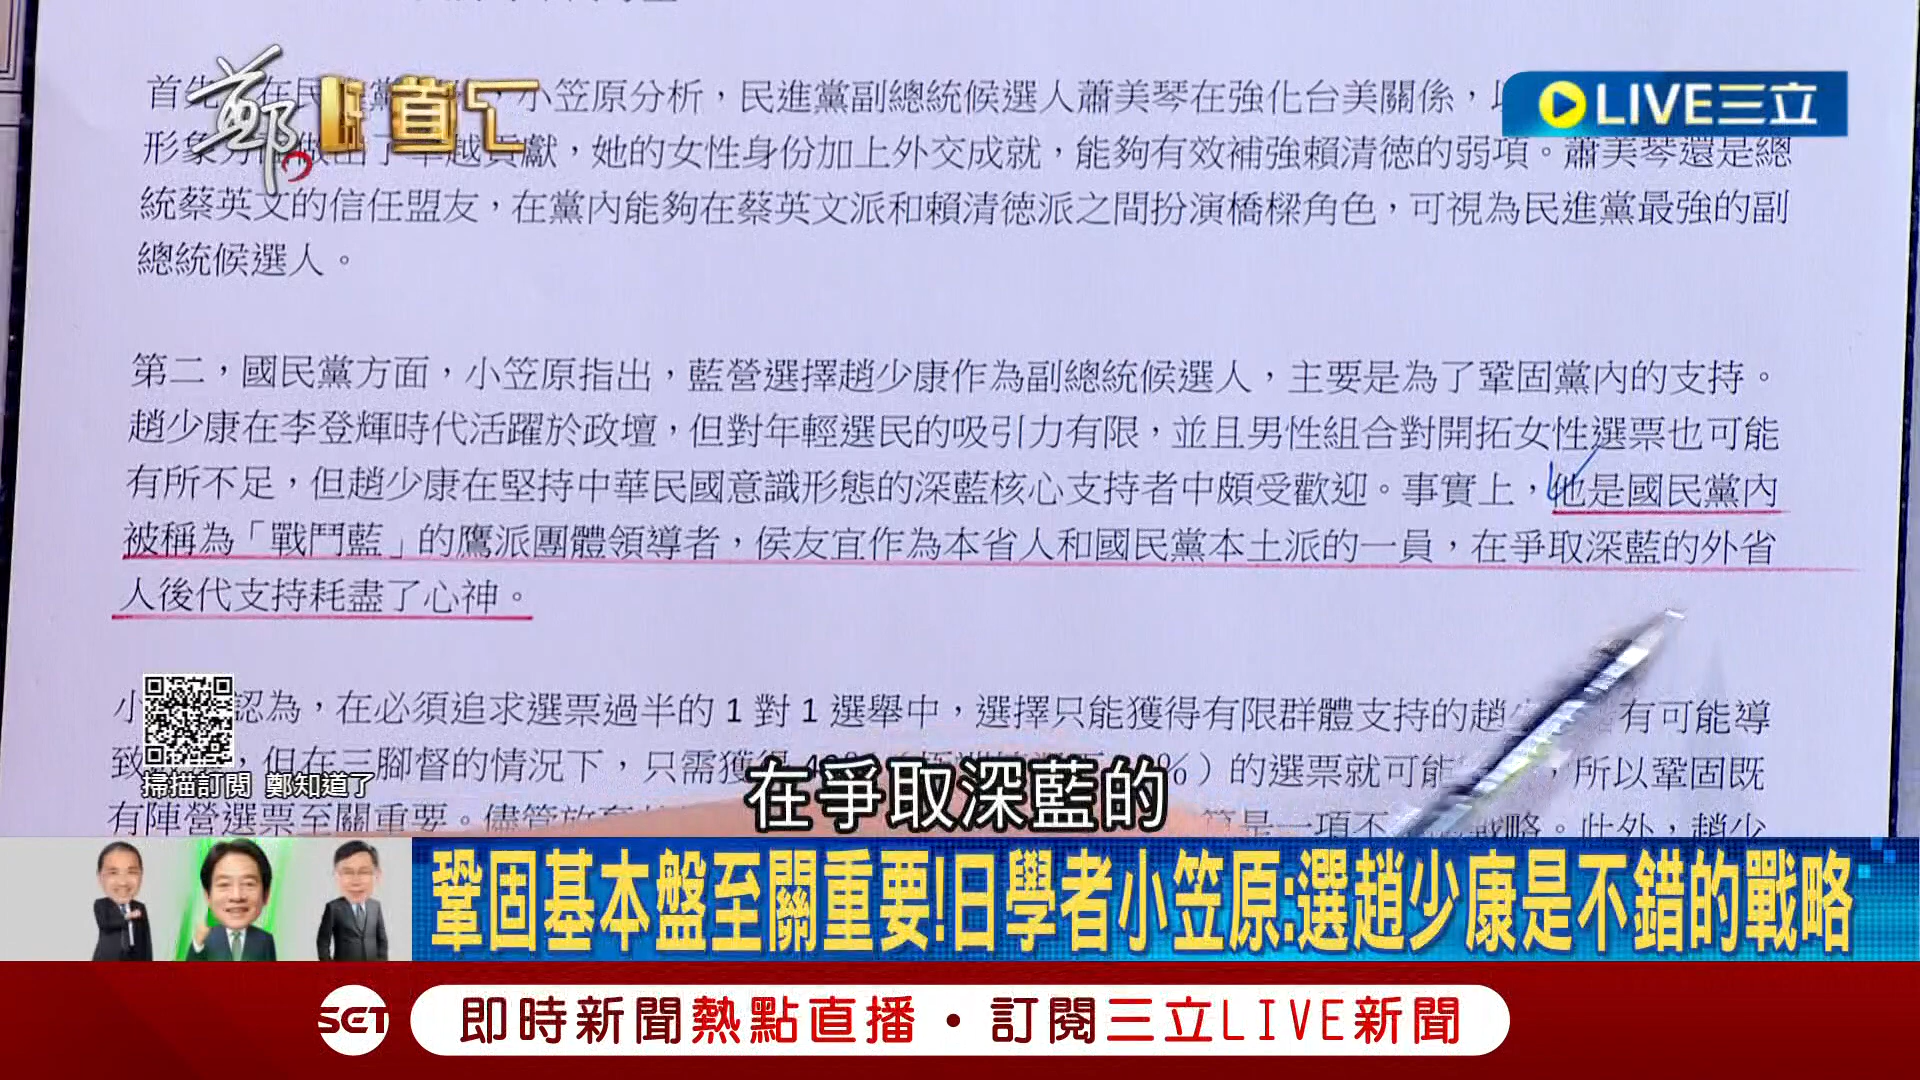 鄭
首先
在民
小笠原分析，民進黨副總統候選人蕭美琴在強化台美關係，
LIVE三立
形象
貢獻，她的女性身份加上外交成就，能夠有效補強賴清德的弱項。蕭美琴還是總
統蔡英文的信任盟友，在黨內能夠在蔡英文派和賴清德派之間扮演橋樑角色，可視為民進黨最強的副
總統候選人。
第二，國民黨方面，小笠原指出，藍營選擇趙少康作為副總統候選人，主要是為了鞏固黨內的支持。
趙少康在李登輝時代活躍於政壇，但對年輕選民的吸引力有限，並且男性組合對開拓女性選票也可能
有所不足，但趙少康在堅持中華民國意識形態的深藍核心支持者中頗受歡迎。事實上，他是國民黨內
被稱為「戰鬥藍」的鷹派團體領導者，侯友宜作為本省人和國民黨本土派的一員，在爭取深藍的外省
人後代支持耗盡了心神。
小
認為，在必須追求選票過半的1對1選舉中，選擇只能獲得有限群體支持的趙少
有可能導
致
但在三腳督的情況下，只需獲得
%）的選票就可能
，所以鞏固既
有陣營選票至關重要。儘管放
算是一項不
戰略。此外，趙少
掃描訂閱 鄭知道了
在爭取深藍的
鞏固基本盤至關重要!日學者小笠原:選趙少康是不錯的戰略
SET 即時新聞熱點直播•訂閱三立LIVE新聞